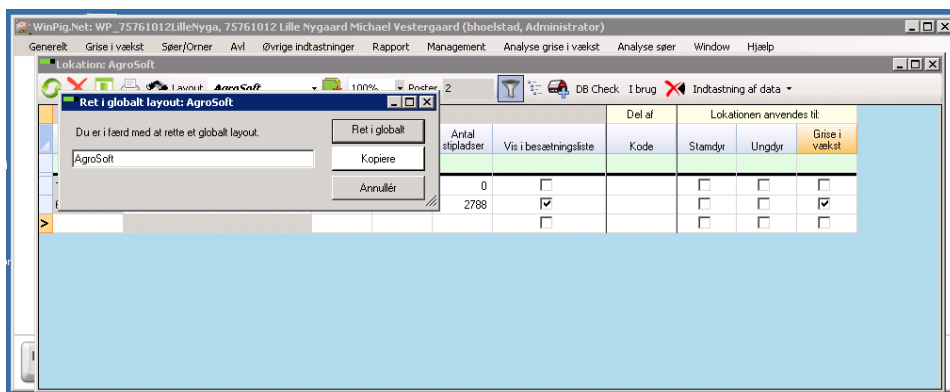 WinPig.Net: WP_75761012LilleNyga, 75761012 Lille Nygaard Michael Vestergaard (bhoelstad, Administrator)
Generelt Grise i vækst Søer/Orner Avl Øvrige indtastninger Rapport Management Analyse grise i vækst Analyse søer Window Hjælp
Lokation: AgroSoft
Layout AgroSoft 100% Poster 2 DB Check I brug Indtastning af data
Ret i globalt layout: AgroSoft
Du er i færd med at rette et globalt layout.
AgroSoft
Ret i globalt
Kopiere
Annullér
Del af Lokationen anvendes til:
Antal stipladser Vis i besætningsliste Kode Stamdyr Ungdyr Grise i vækst
0
2788